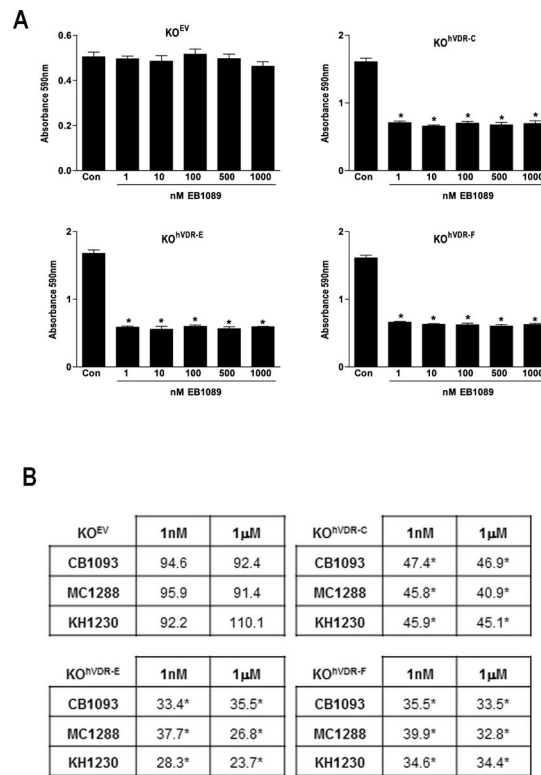 A
KO^EV
Absorbance 590nm
0.6
0.4
0.2
0.0
Con 1 10 100 500 1000
nM EB1089
KO^hVDR-C
Absorbance 590nm
2
1
0
* * * * *
Con 1 10 100 500 1000
nM EB1089
KO^hVDR-E
Absorbance 590nm
2
1
0
* * * * *
Con 1 10 100 500 1000
nM EB1089
KO^hVDR-F
Absorbance 590nm
2
1
0
* * * * *
Con 1 10 100 500 1000
nM EB1089
B
KO^EV 1nM 1μM
CB1093 94.6 92.4
MC1288 95.9 91.4
KH1230 92.2 110.1
KO^hVDR-C 1nM 1μM
CB1093 47.4* 46.9*
MC1288 45.8* 40.9*
KH1230 45.9* 45.1*
KO^hVDR-E 1nM 1μM
CB1093 33.4* 35.5*
MC1288 37.7* 26.8*
KH1230 28.3* 23.7*
KO^hVDR-F 1nM 1μM
CB1093 35.5* 33.5*
MC1288 39.9* 32.8*
KH1230 34.6* 34.4*